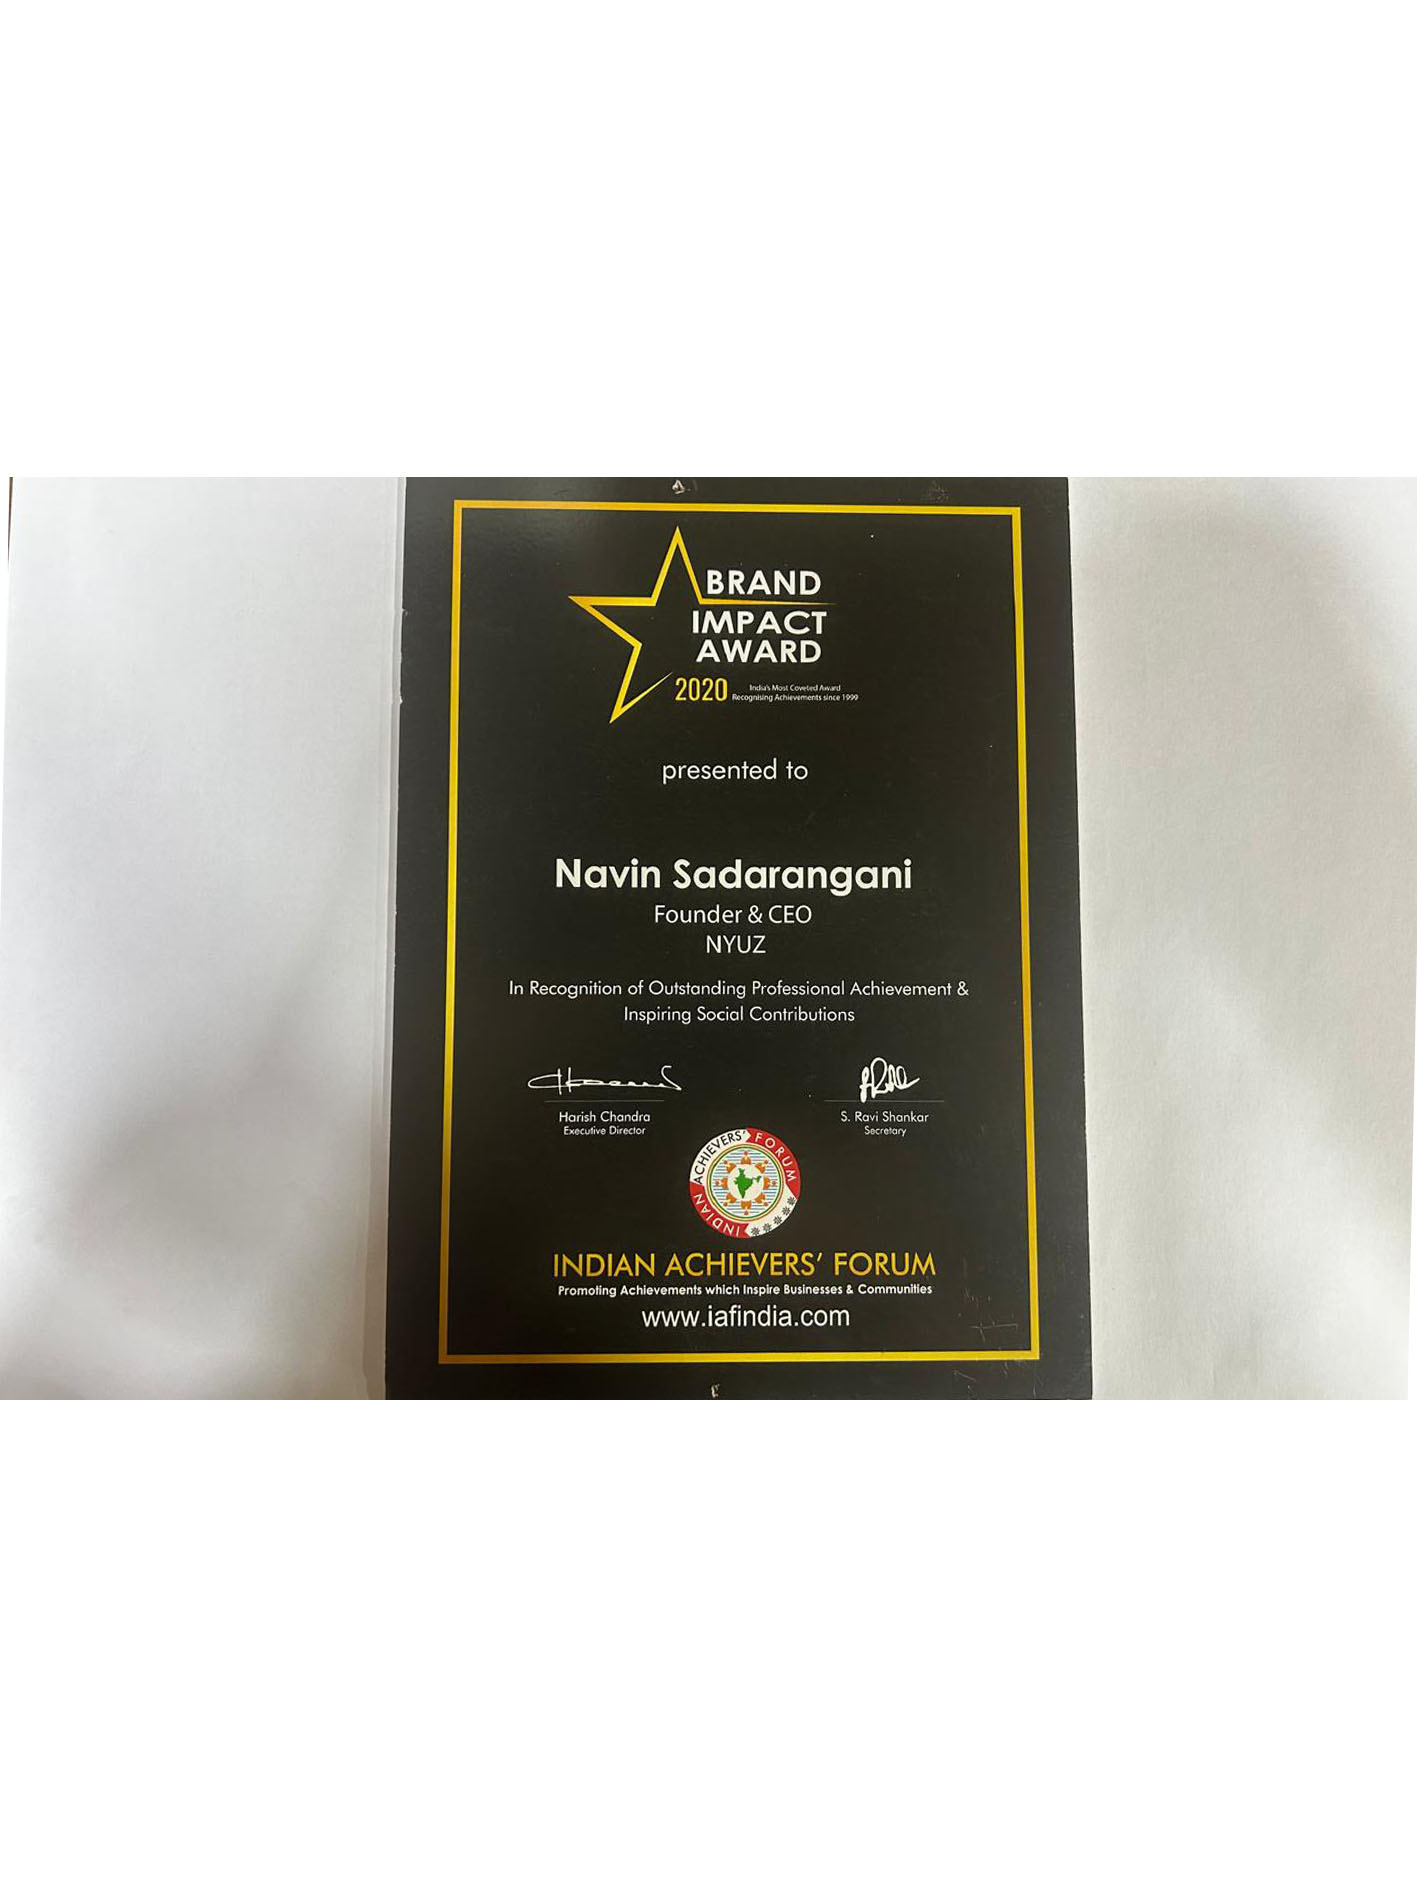 BRAND
IMPACT
AWARD
2020
India's Most Coveted Award
Recognising Achievements since 1999
presented to
Navin Sadarangani
Founder & CEO
NYUZ
In Recognition of Outstanding Professional Achievement &
Inspiring Social Contributions
Harish Chandra
Executive Director
S. Ravi Shankar
Secretary
INDIAN ACHIEVERS' FORUM
INDIAN ACHIEVERS' FORUM
Promoting Achievements which Inspire Businesses & Communities
www.iafindia.com